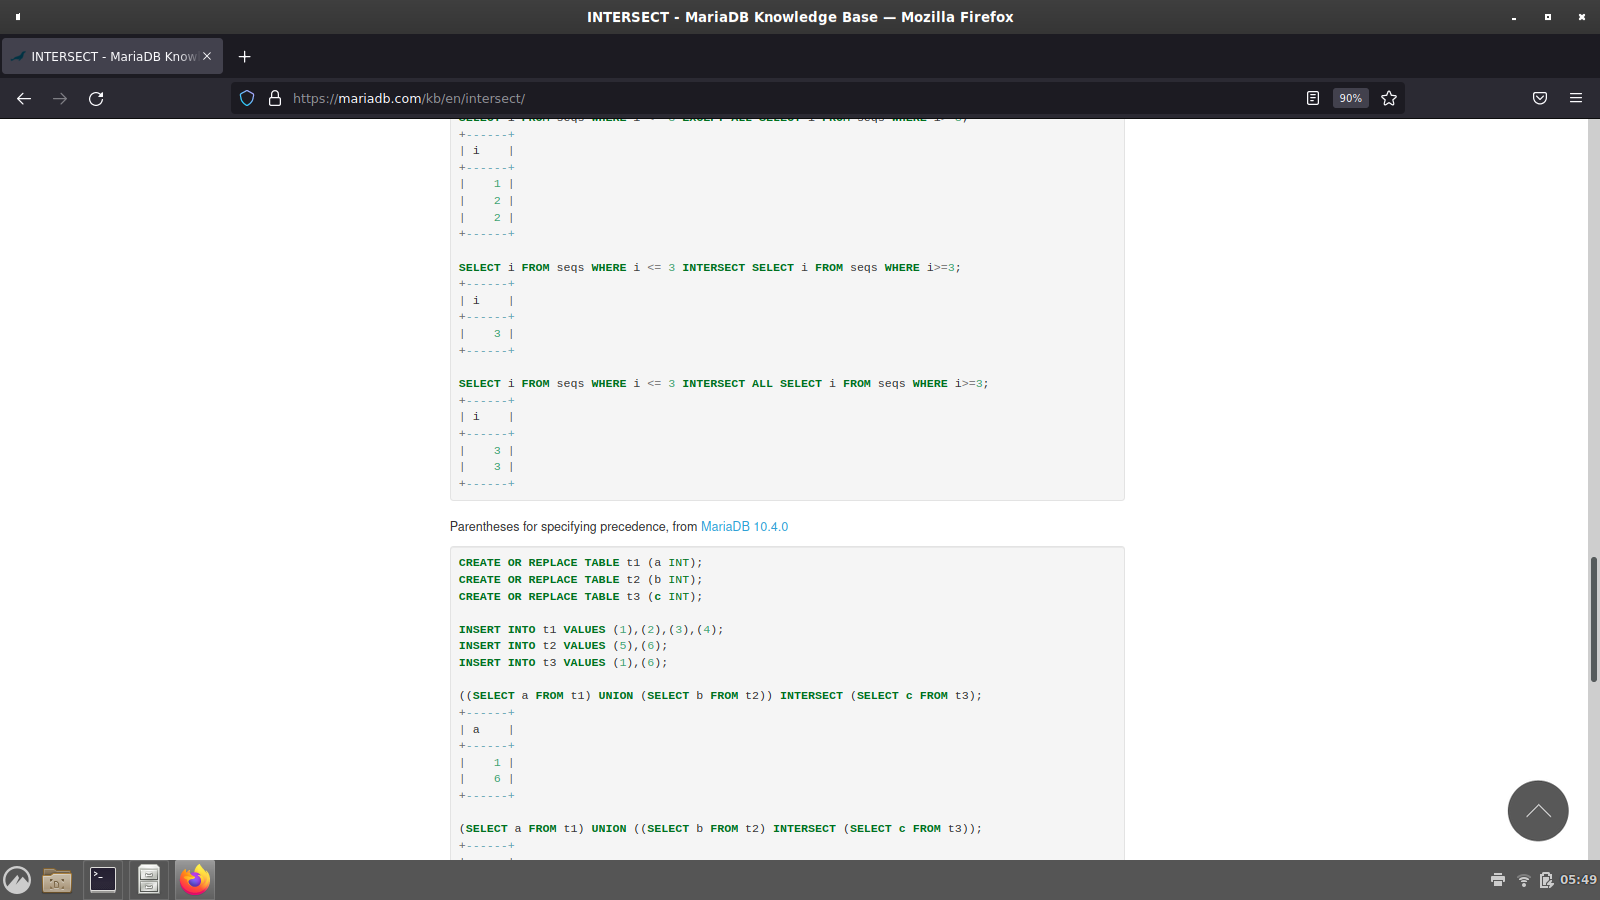 INTERSECT - MariaDB Knowledge Base — Mozilla Firefox
INTERSECT - MariaDB Know
https://mariadb.com/kb/en/intersect/
90%
+------+
| i    |
+------+
|    1 |
|    2 |
|    2 |
+------+
SELECT i FROM seqs WHERE i <= 3 INTERSECT SELECT i FROM seqs WHERE i>=3;
+------+
| i    |
+------+
|    3 |
+------+
SELECT i FROM seqs WHERE i <= 3 INTERSECT ALL SELECT i FROM seqs WHERE i>=3;
+------+
| i    |
+------+
|    3 |
|    3 |
+------+
Parentheses for specifying precedence, from MariaDB 10.4.0
CREATE OR REPLACE TABLE t1 (a INT);
CREATE OR REPLACE TABLE t2 (b INT);
CREATE OR REPLACE TABLE t3 (c INT);
INSERT INTO t1 VALUES (1),(2),(3),(4);
INSERT INTO t2 VALUES (5),(6);
INSERT INTO t3 VALUES (1),(6);
((SELECT a FROM t1) UNION (SELECT b FROM t2)) INTERSECT (SELECT c FROM t3);
+------+
| a    |
+------+
|    1 |
|    6 |
+------+
(SELECT a FROM t1) UNION ((SELECT b FROM t2) INTERSECT (SELECT c FROM t3));
+------+
05:49